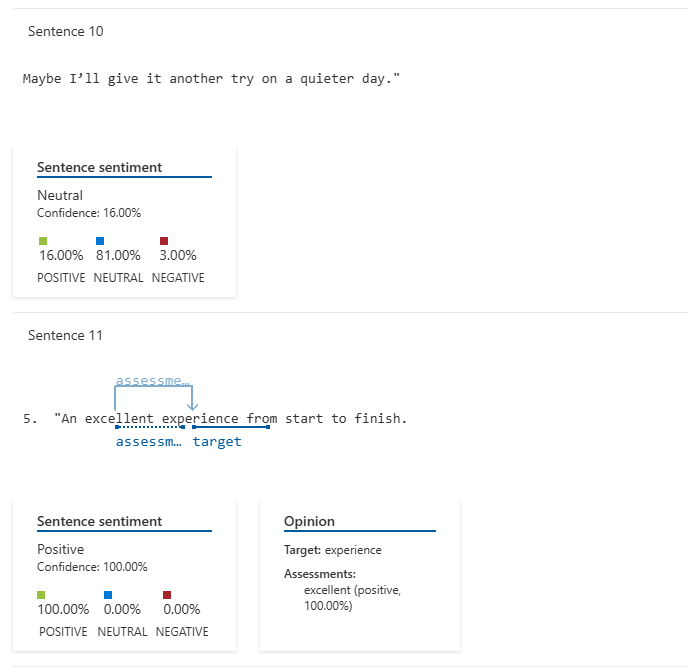 Sentence 10
Maybe I’ll give it another try on a quieter day."
Sentence sentiment
Neutral
Confidence: 16.00%
16.00% 81.00% 3.00%
POSITIVE NEUTRAL NEGATIVE
Sentence 11
assessme…
5. "An excellent experience from start to finish.
assessm… target
Sentence sentiment
Positive
Confidence: 100.00%
100.00% 0.00% 0.00%
POSITIVE NEUTRAL NEGATIVE
Opinion
Target: experience
Assessments:
excellent (positive,
100.00%)